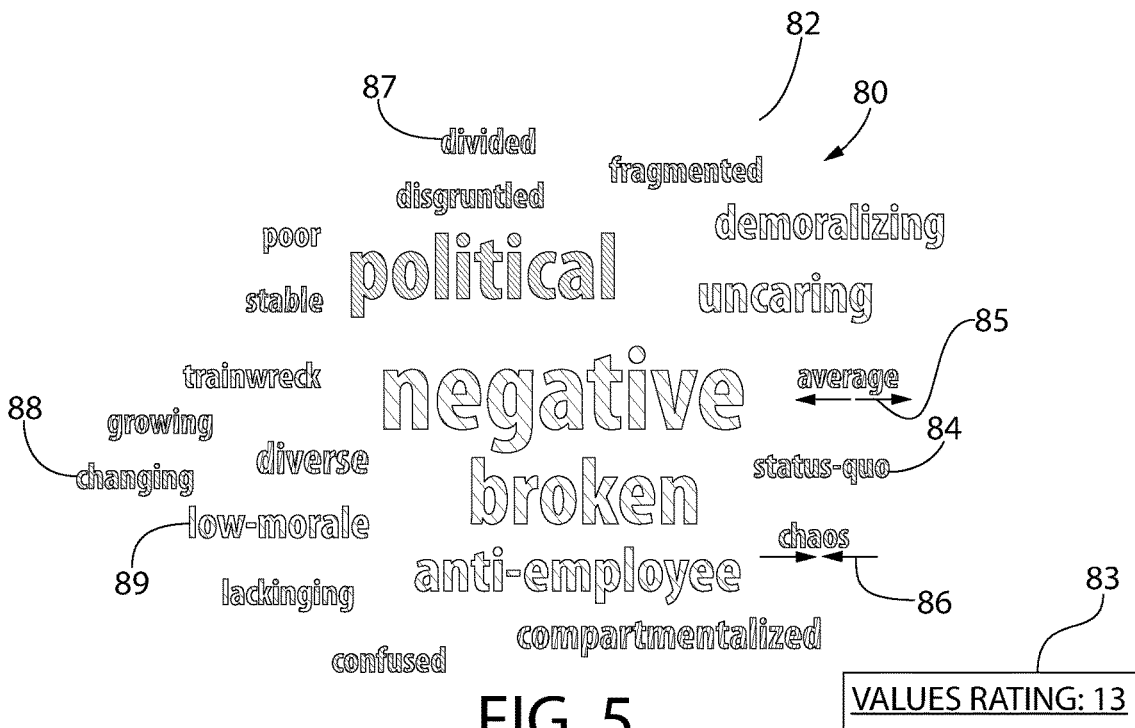 82
87
80
divided
fragmented
disgruntled
demoralizing
poor
political
stable
uncaring
85
trainwreck
negative
average
88
growing
84
changing
diverse
status-quo
broken
low-morale
chaos
89
anti-employee
lackinging
86
83
compartmentalized
confused
VALUES RATING: 13
FIG. 5